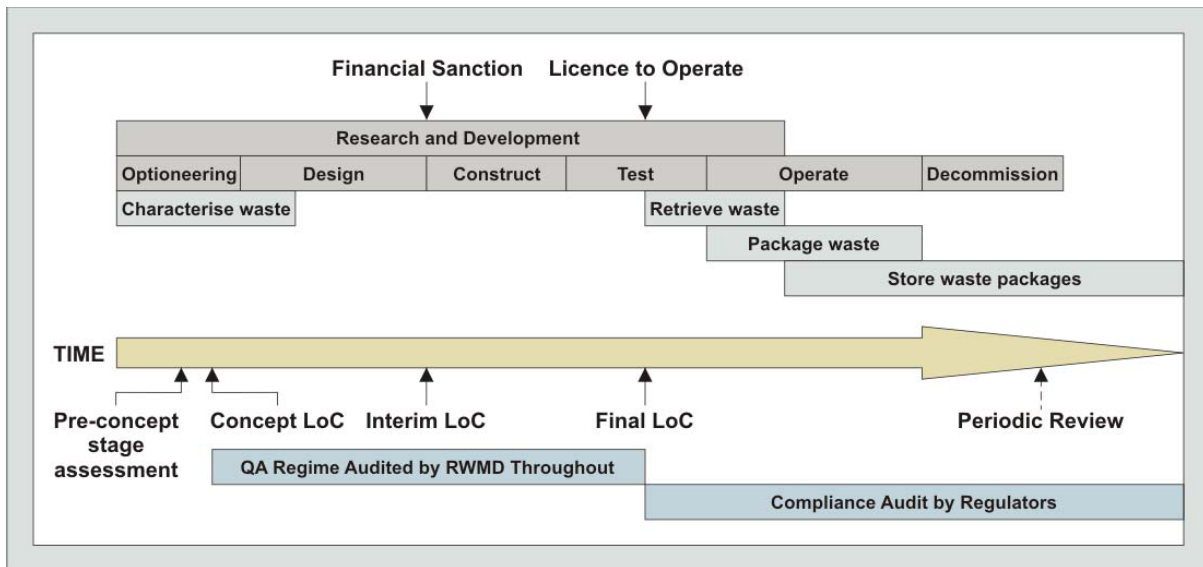 Financial Sanction
Licence to Operate
Research and Development
Optioneering
Design
Construct
Test
Operate
Decommission
Characterise waste
Retrieve waste
Package waste
Store waste packages
TIME
Pre-concept
stage
assessment
Concept LoC
Interim LoC
Final LoC
Periodic Review
QA Regime Audited by RWMD Throughout
Compliance Audit by Regulators